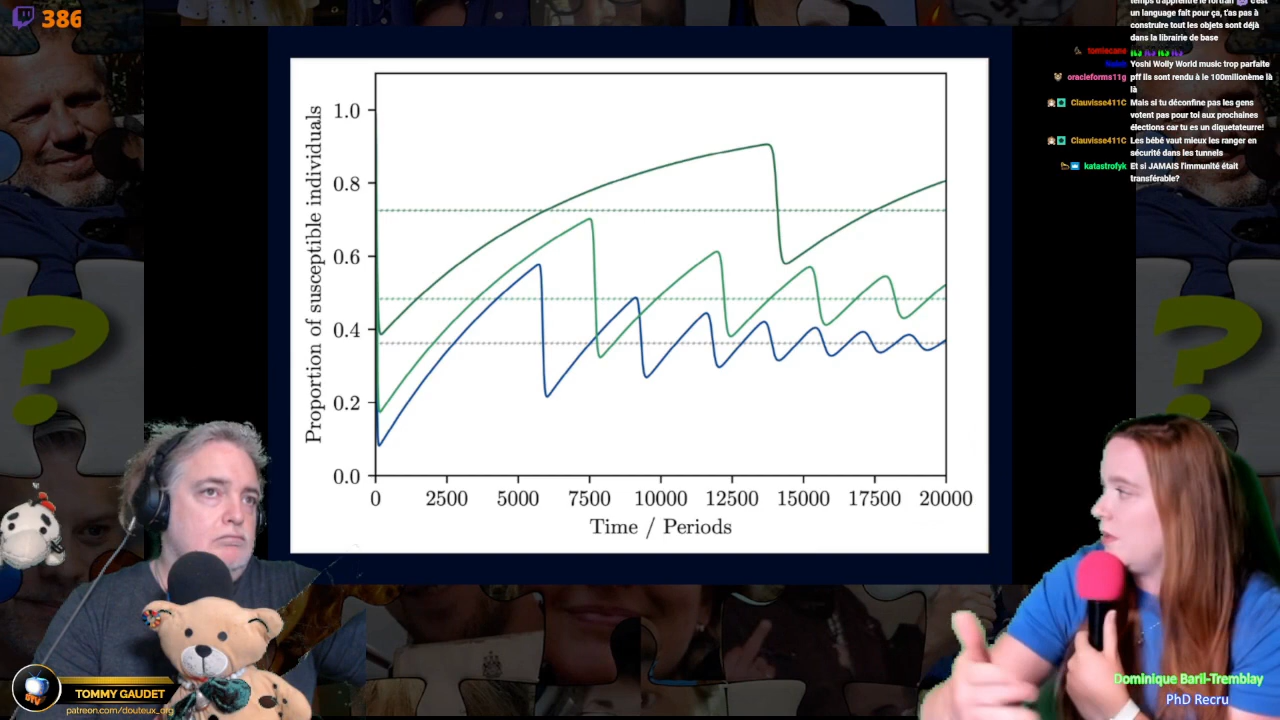 386
temps d'apprendre le fortran c'est
un language fait pour ça, t'as pas à
construire tout les objets sont déjà
dans la librairie de base
tomiecane
Yoshi Wolly World music trop parfaite
oracleforms11g pff ils sont rendu à le 100milionème là
là
Clauvisse411C Mais si tu déconfine pas les gens
votent pas pour toi aux prochaines
élections car tu es un diquetateurre!
Clauvisse411C Les bébé vaut mieux les ranger en
sécurité dans les tunnels
katastrofyk Et si JAMAIS l'immunité était
transférable?
Proportion of susceptible individuals
1.0
0.8
0.6
0.4
0.2
0.0
0 2500 5000 7500 10000 12500 15000 17500 20000
Time / Periods
TOMMY GAUDET
patreon.com/douteux_org
Dominique Baril-Tremblay
PhD Recru